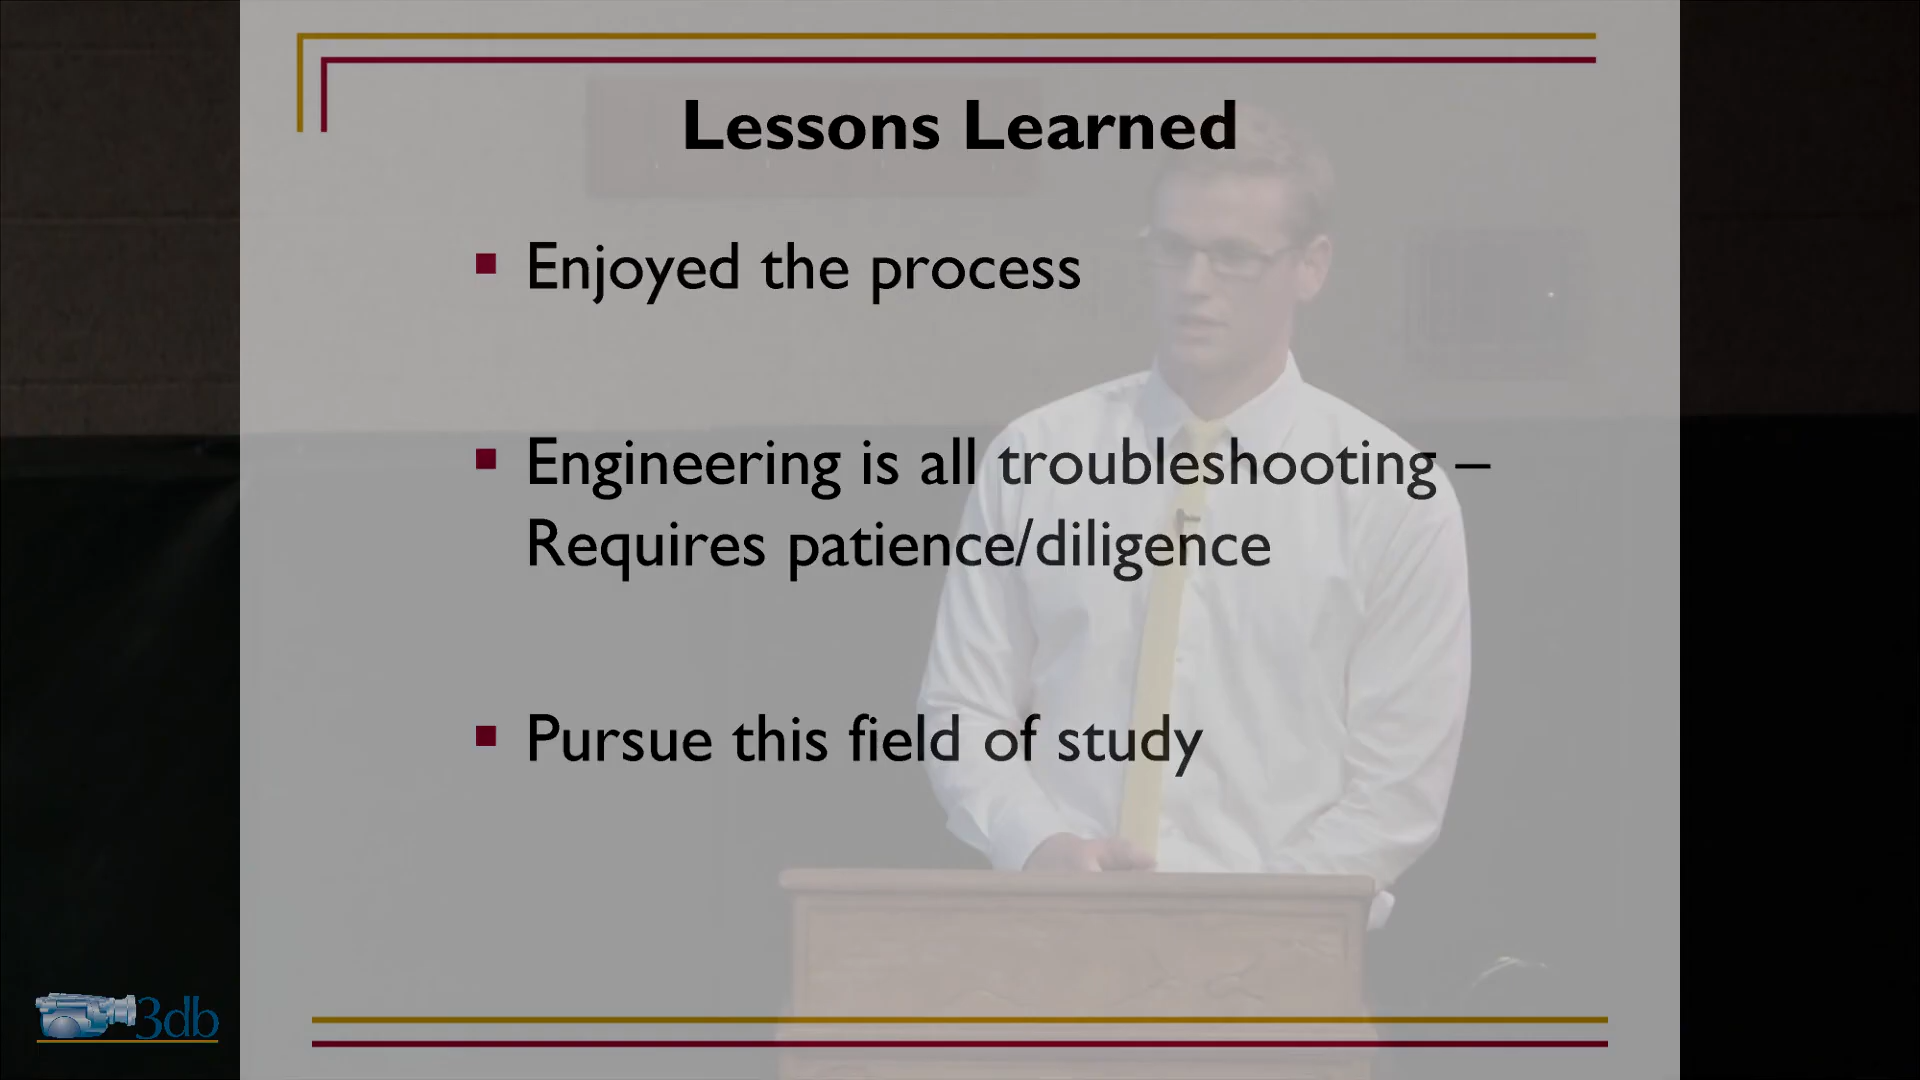 Lessons Learned
Enjoyed the process
Engineering is all troubleshooting –
Requires patience/diligence
Pursue this field of study
3db